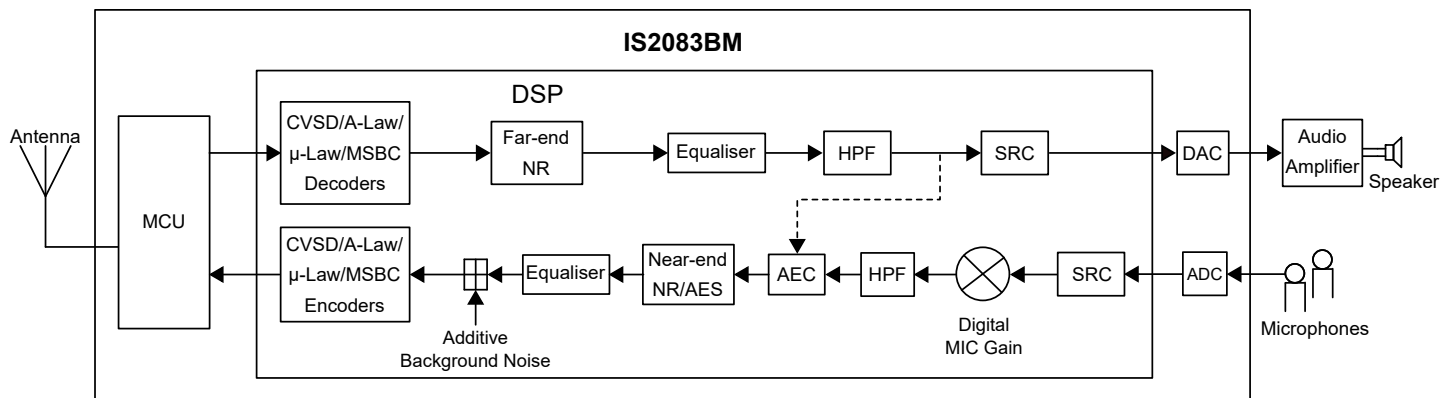 IS2083BM
DSP
Antenna
MCU
CVSD/A-Law/
μ-Law/MSBC
Decoders
Far-end
NR
Equaliser
HPF
SRC
DAC
Audio
Amplifier
Speaker
CVSD/A-Law/
μ-Law/MSBC
Encoders
Additive
Background Noise
Equaliser
Near-end
NR/AES
AEC
HPF
Digital
MIC Gain
SRC
ADC
Microphones